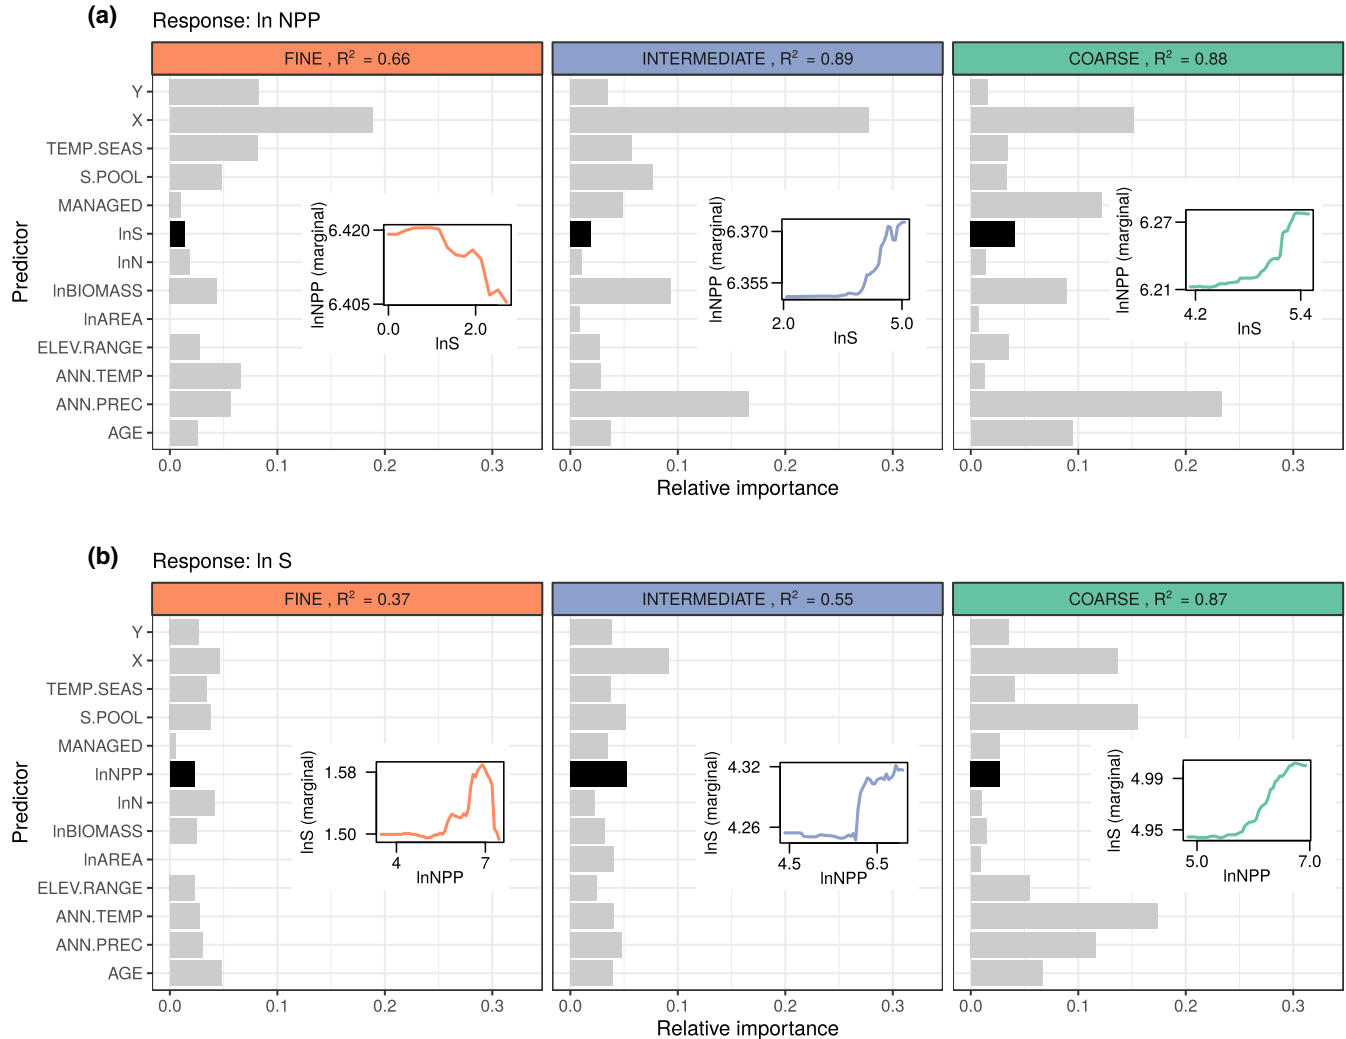 (a) Response: ln NPP
FINE , R² = 0.66
INTERMEDIATE , R² = 0.89
COARSE , R² = 0.88
Predictor
Y
X
TEMP.SEAS
S.POOL
MANAGED
lnS
lnN
lnBIOMASS
lnAREA
ELEV.RANGE
ANN.TEMP
ANN.PREC
AGE
lnNPP (marginal)
6.420
6.405
0.0 2.0
lnS
lnNPP (marginal)
6.370
6.355
2.0 5.0
lnS
lnNPP (marginal)
6.27
6.21
4.2 5.4
lnS
0.0 0.1 0.2 0.3
0.0 0.1 0.2 0.3
0.0 0.1 0.2 0.3
Relative importance
(b) Response: ln S
FINE , R² = 0.37
INTERMEDIATE , R² = 0.55
COARSE , R² = 0.87
Predictor
Y
X
TEMP.SEAS
S.POOL
MANAGED
lnNPP
lnN
lnBIOMASS
lnAREA
ELEV.RANGE
ANN.TEMP
ANN.PREC
AGE
lnS (marginal)
1.58
1.50
4 7
lnNPP
lnS (marginal)
4.32
4.26
4.5 6.5
lnNPP
lnS (marginal)
4.99
4.95
5.0 7.0
lnNPP
0.0 0.1 0.2 0.3
0.0 0.1 0.2 0.3
0.0 0.1 0.2 0.3
Relative importance